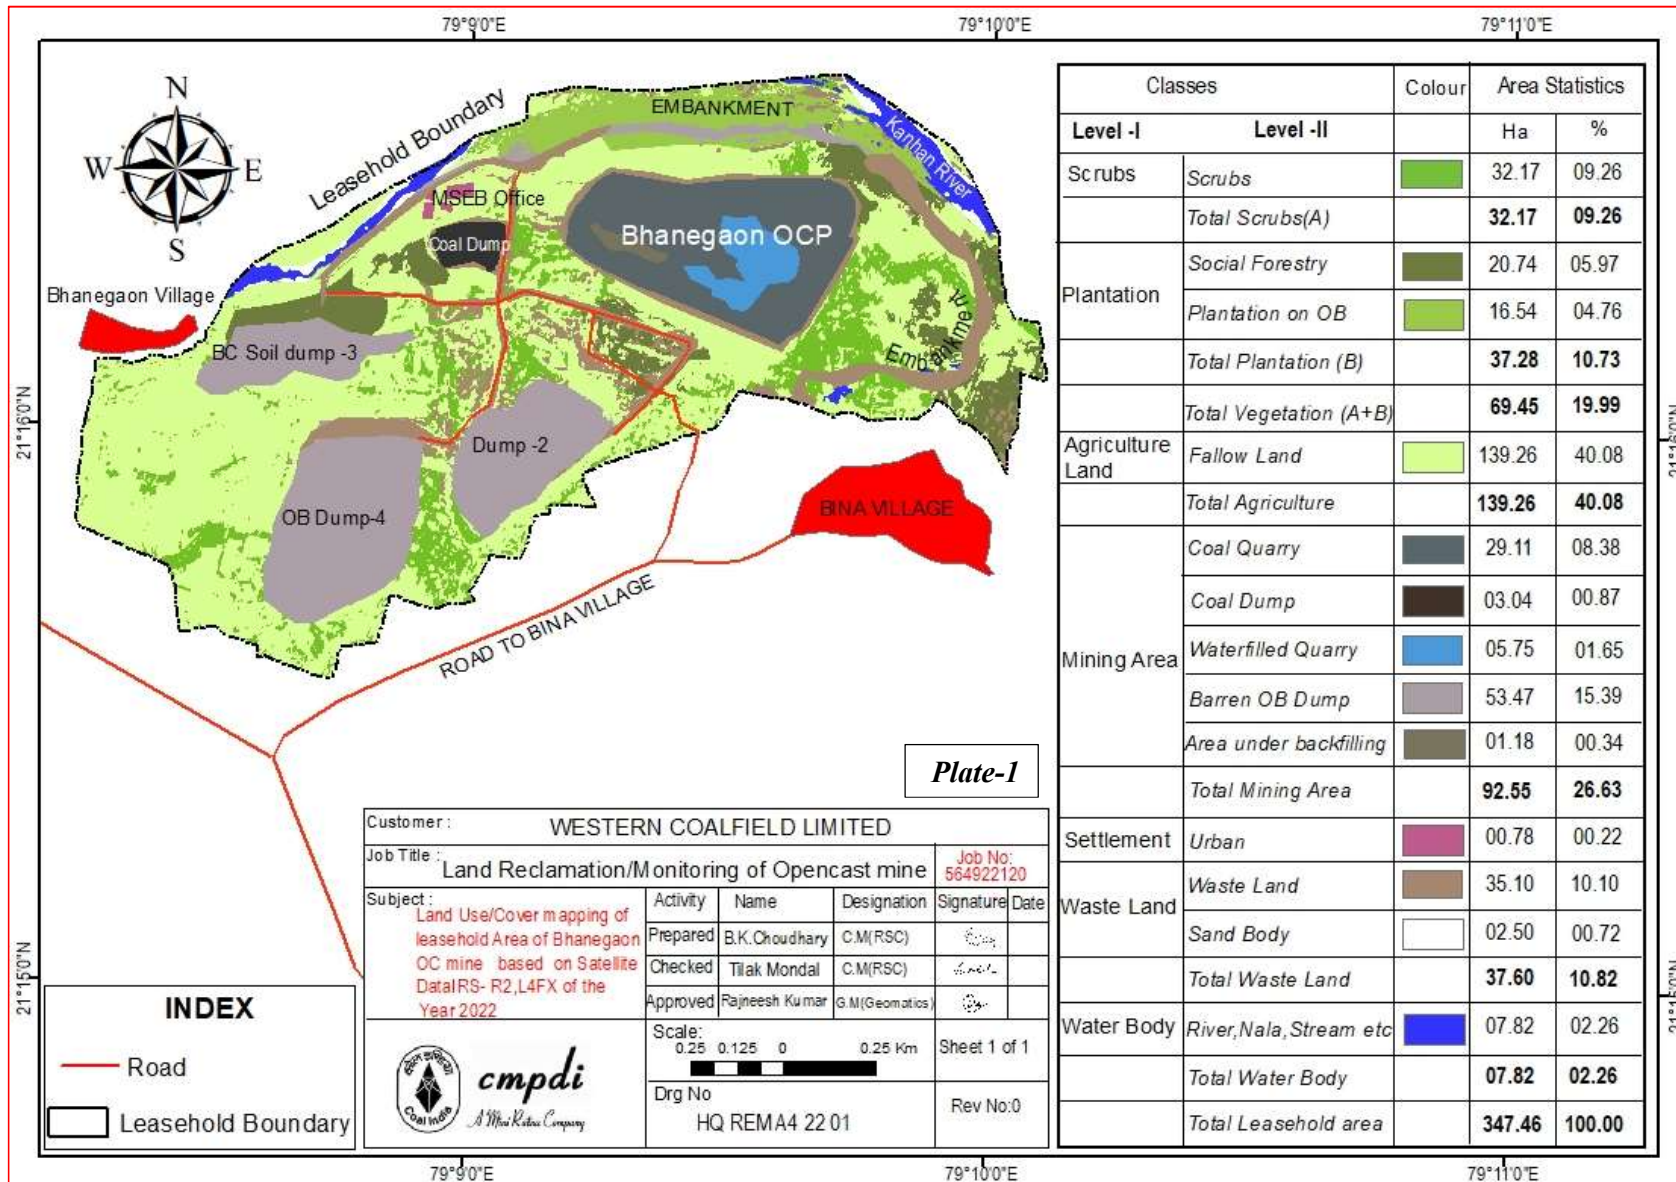 79°9'0"E 79°10'0"E 79°11'0"E
N
W E
S
Leasehold Boundary
EMBANKMENT
Kanhan River
MSEB Office
Coal Dump
Bhanegaon OCP
Bhanegaon Village
BC Soil dump -3
Embankment
Dump -2
OB Dump-4
BINA VILLAGE
ROAD TO BINA VILLAGE
21°16'0"N
21°15'0"N
21°16'0"N
21°15'0"N
Plate-1
Classes Colour Area Statistics
Level -I Level -II Ha %
Scrubs Scrubs 32.17 09.26
Total Scrubs(A) 32.17 09.26
Plantation
Social Forestry 20.74 05.97
Plantation on OB 16.54 04.76
Total Plantation (B) 37.28 10.73
Total Vegetation (A+B) 69.45 19.99
Agriculture Land
Fallow Land 139.26 40.08
Total Agriculture 139.26 40.08
Mining Area
Coal Quarry 29.11 08.38
Coal Dump 03.04 00.87
Waterfilled Quarry 05.75 01.65
Barren OB Dump 53.47 15.39
Area under backfilling 01.18 00.34
Total Mining Area 92.55 26.63
Settlement Urban 00.78 00.22
Waste Land
Waste Land 35.10 10.10
Sand Body 02.50 00.72
Total Waste Land 37.60 10.82
Water Body River,Nala,Stream etc 07.82 02.26
Total Water Body 07.82 02.26
Total Leasehold area 347.46 100.00
Customer : WESTERN COALFIELD LIMITED
Job Title : Land Reclamation/Monitoring of Opencast mine
Job No:
564922120
Subject :
Land Use/Cover mapping of
leasehold Area of Bhanegaon
OC mine based on Satellite
DataIRS- R2,L4FX of the
Year 2022
Activity Name Designation Signature Date
Prepared B.K.Choudhary C.M(RSC)
Checked Tilak Mondal C.M(RSC)
Approved Rajneesh Kumar G.M(Geomatics)
Scale:
0.25 0.125 0 0.25 Km
Sheet 1 of 1
Drg No
HQ REM A4 22 01
Rev No:0
Coal India
cmpdi
A Mini Ratna Company
INDEX
Road
Leasehold Boundary
79°9'0"E 79°10'0"E 79°11'0"E